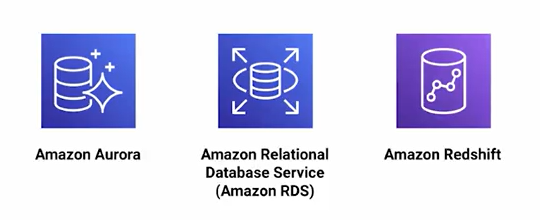 Amazon Aurora
Amazon Relational
Database Service
(Amazon RDS)
Amazon Redshift